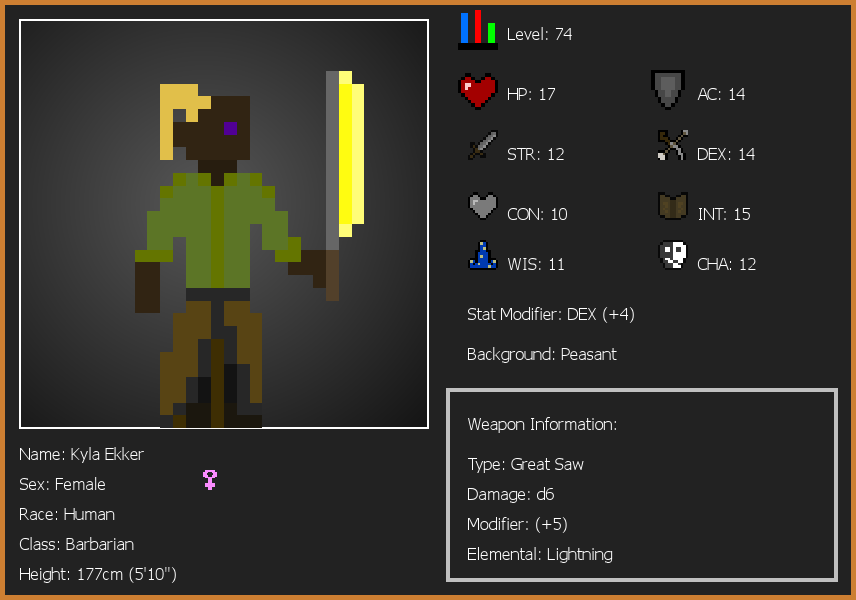 Level: 74
HP: 17
AC: 14
STR: 12
DEX: 14
CON: 10
INT: 15
WIS: 11
CHA: 12
Stat Modifier: DEX (+4)
Background: Peasant
Weapon Information:
Type: Great Saw
Damage: d6
Modifier: (+5)
Elemental: Lightning
Name: Kyla Ekker
Sex: Female
Race: Human
Class: Barbarian
Height: 177cm (5'10")